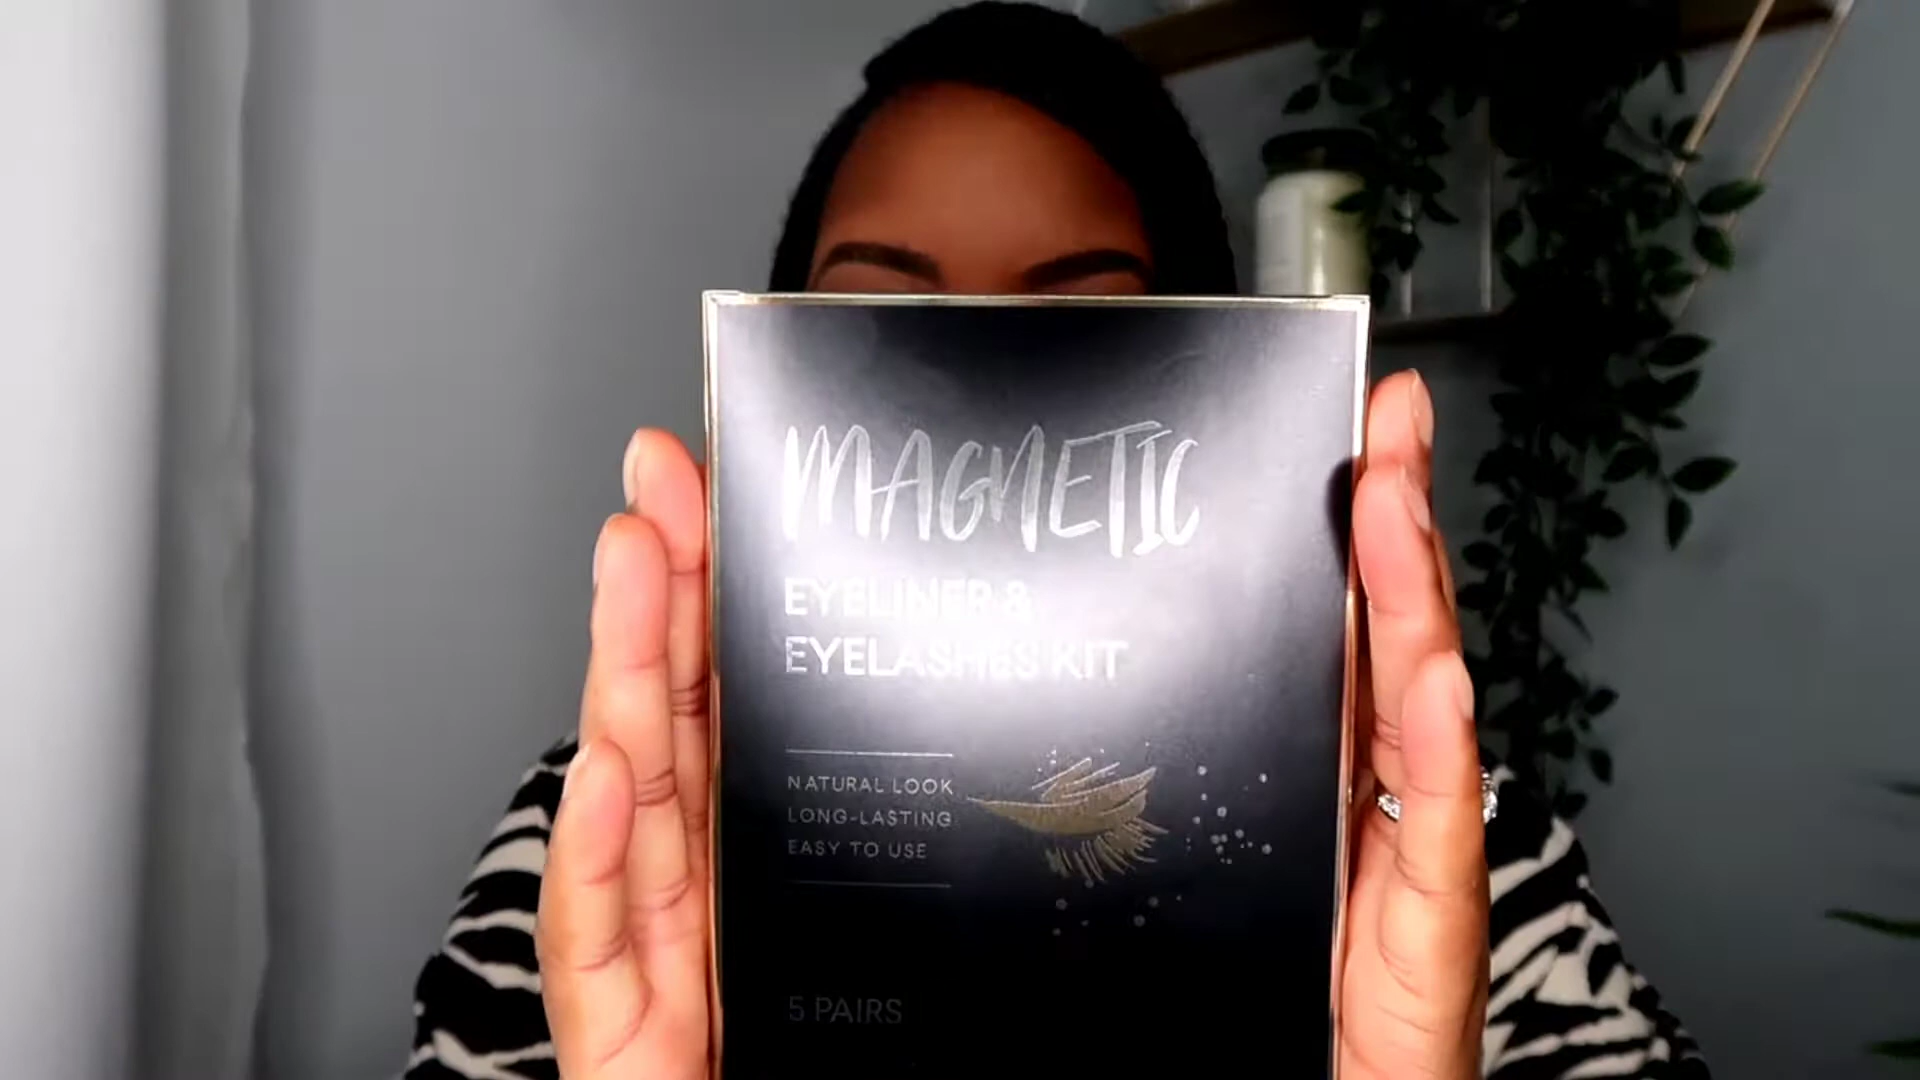 MAGNETIC
EYELINER &
EYELASHES KIT
NATURAL LOOK
LONG-LASTING
EASY TO USE
5 PAIRS